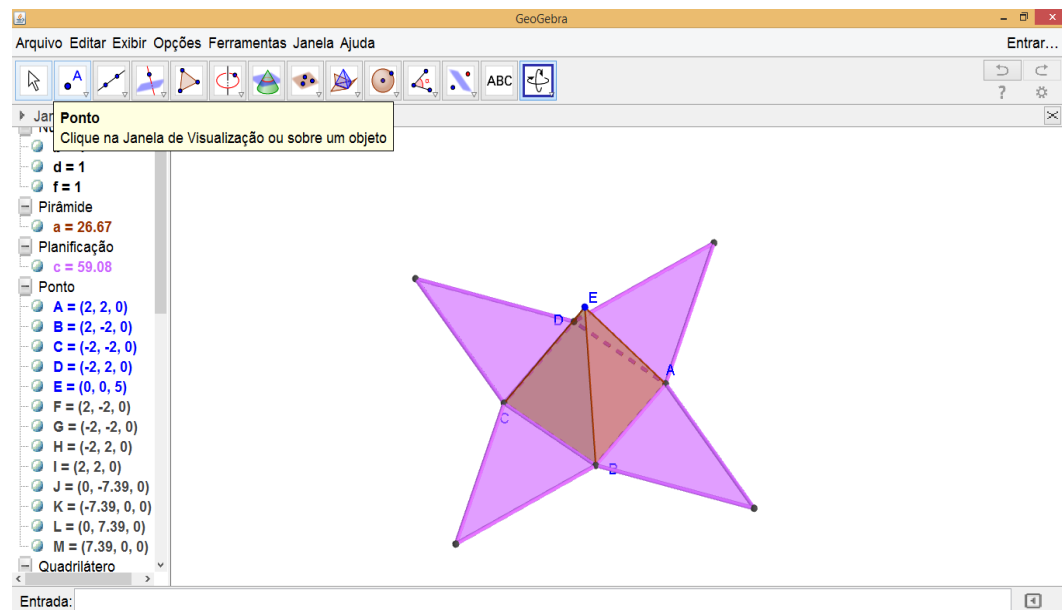 GeoGebra
Arquivo Editar Exibir Opções Ferramentas Janela Ajuda
Entrar...
A
ABC
?
Ponto
Clique na Janela de Visualização ou sobre um objeto
d = 1
f = 1
Pirâmide
a = 26.67
Planificação
c = 59.08
Ponto
A = (2, 2, 0)
B = (2, -2, 0)
C = (-2, -2, 0)
D = (-2, 2, 0)
E = (0, 0, 5)
F = (2, -2, 0)
G = (-2, -2, 0)
H = (-2, 2, 0)
I = (2, 2, 0)
J = (0, -7.39, 0)
K = (-7.39, 0, 0)
L = (0, 7.39, 0)
M = (7.39, 0, 0)
Quadrilátero
E
D
A
C
B
Entrada: